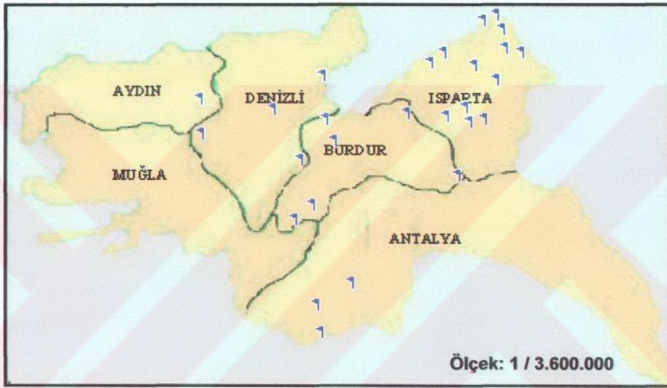 AYDIN
DENİZLİ
ISPARTA
BURDUR
MUĞLA
ANTALYA
Ölçek: 1 / 3.600.000